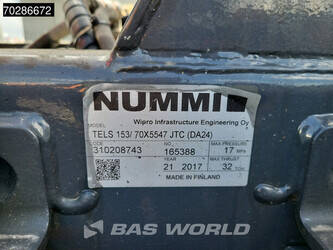 70286672
NUMMI
Wipro Infrastructure Engineering Oy
MODEL
TELS 153/ 70X5547 JTC (DA24)
CODE NO. MAX PRESSURE
310208743 165388 17 MPa
YEAR MAX THRUST
21 2017 32 TON
MADE IN FINLAND
BAS WORLD